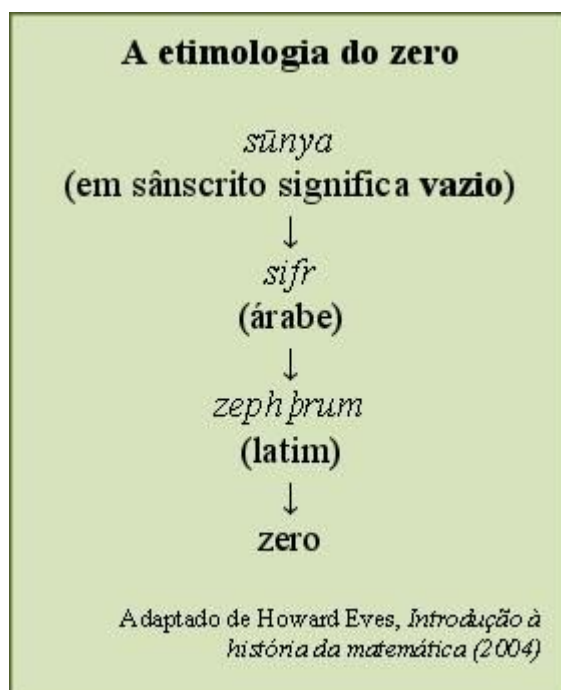 A etimologia do zero
sūnya
(em sânscrito significa vazio)
↓
sifr
(árabe)
↓
zephþrum
(latim)
↓
zero
Adaptado de Howard Eves, Introdução à
história da matemática (2004)